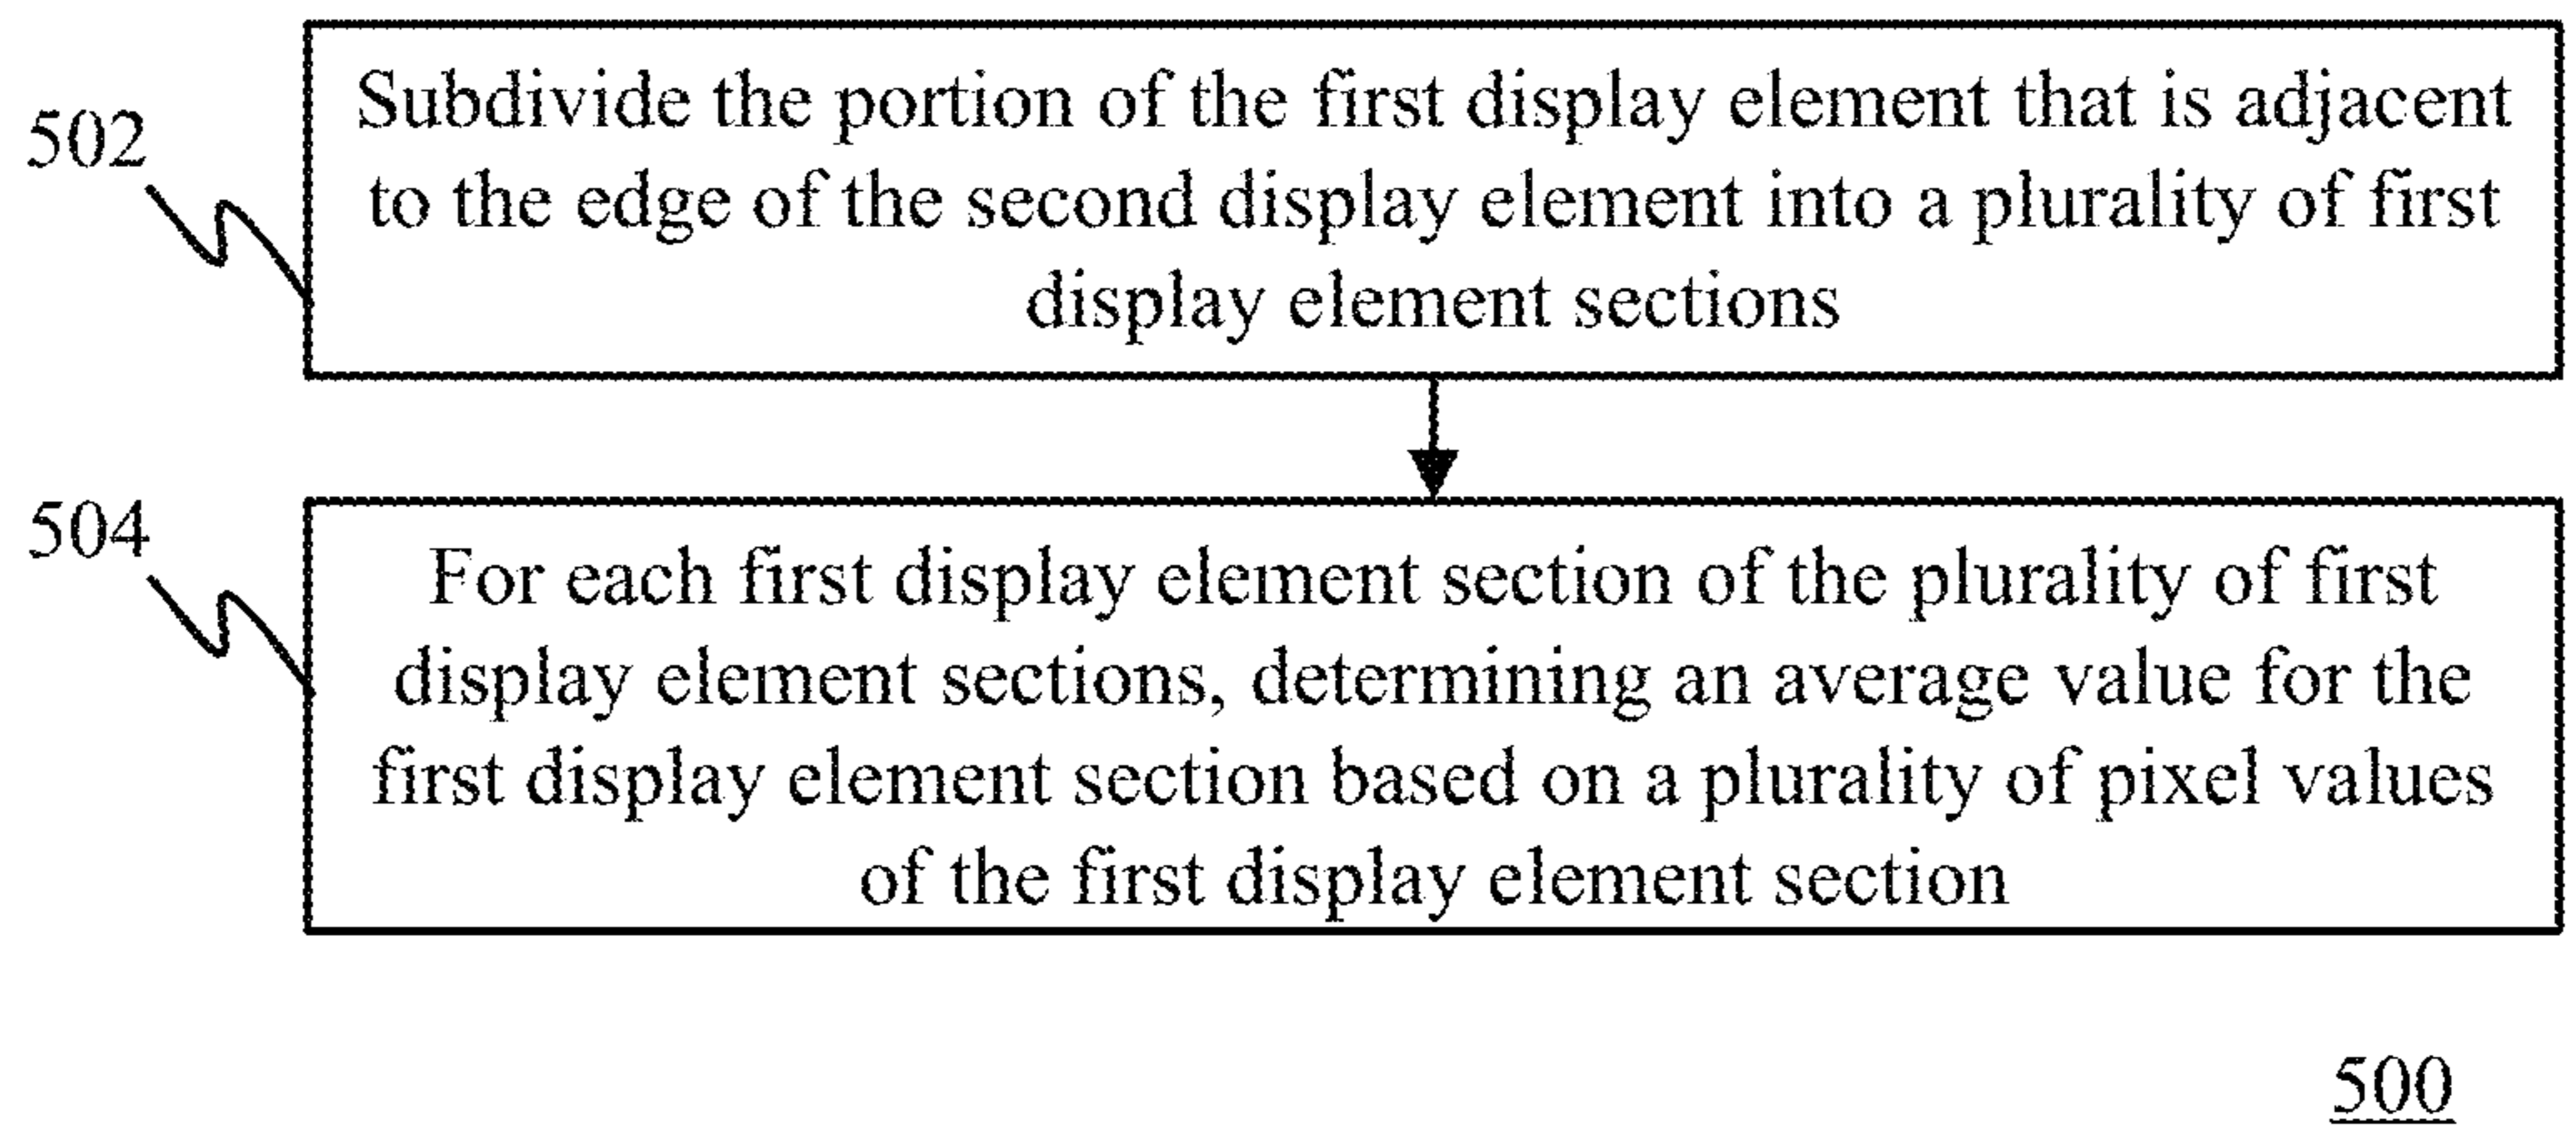 502
Subdivide the portion of the first display element that is adjacent
to the edge of the second display element into a plurality of first
display element sections
504
For each first display element section of the plurality of first
display element sections, determining an average value for the
first display element section based on a plurality of pixel values
of the first display element section
500